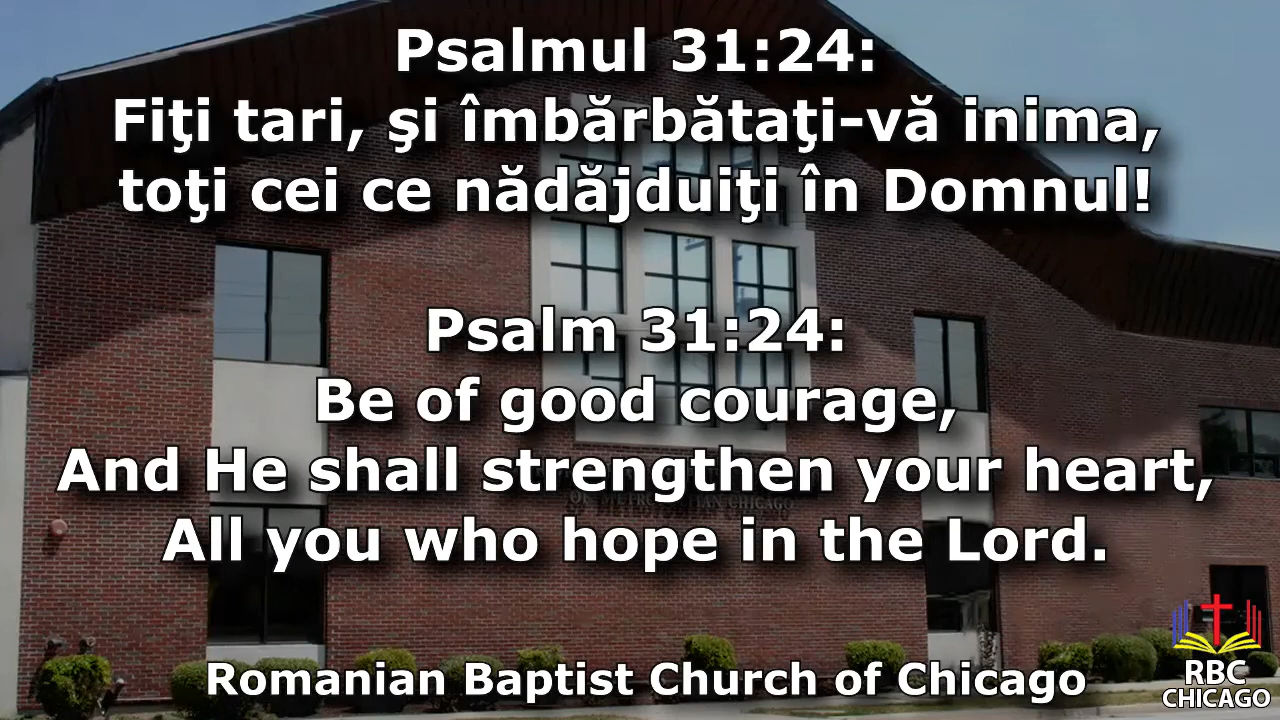 Psalmul 31:24:
Fiţi tari, şi îmbărbătaţi-vă inima,
toţi cei ce nădăjduiţi în Domnul!
Psalm 31:24:
Be of good courage,
And He shall strengthen your heart,
CHICAGO
All you who hope in the Lord.
Romanian Baptist Church of Chicago
RBC
CHICAGO